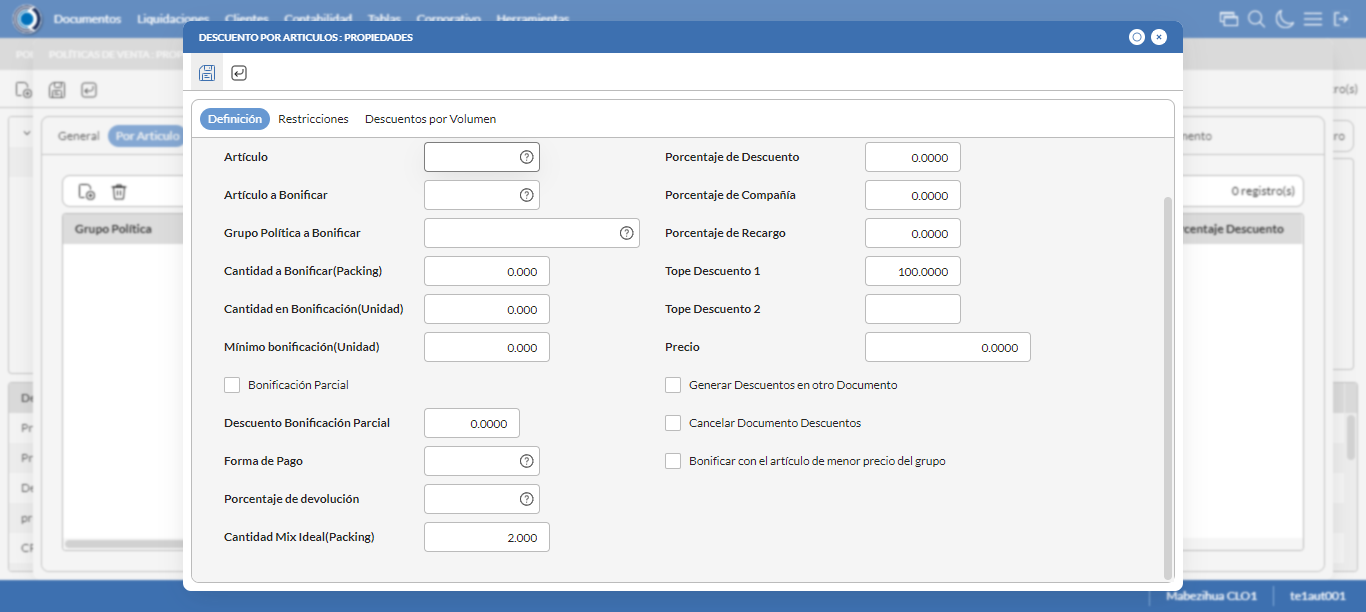 Documentos Liquidaciones Clientes Contabilidad Tablas Corporativo Herramientas
DESCUENTO POR ARTICULOS : PROPIEDADES
POLÍTICAS DE VENTA : PROP
ro(s)
General Por Articulo
Definición Restricciones Descuentos por Volumen
mento
ro
Artículo
Porcentaje de Descuento 0.0000
Artículo a Bonificar
Porcentaje de Compañía 0.0000
0 registro(s)
Grupo Política
Grupo Política a Bonificar
Porcentaje de Recargo 0.0000
centaje Descuento
Cantidad a Bonificar(Packing) 0.000
Tope Descuento 1 100.0000
Cantidad en Bonificación(Unidad) 0.000
Tope Descuento 2
Mínimo bonificación(Unidad) 0.000
Precio 0.0000
Bonificación Parcial
Generar Descuentos en otro Documento
De
Descuento Bonificación Parcial 0.0000
Cancelar Documento Descuentos
Pr
Forma de Pago
Bonificar con el artículo de menor precio del grupo
Pr
De
Porcentaje de devolución
pr
Cantidad Mix Ideal(Packing) 2.000
CF
Mabezihua CLO1 te1aut001